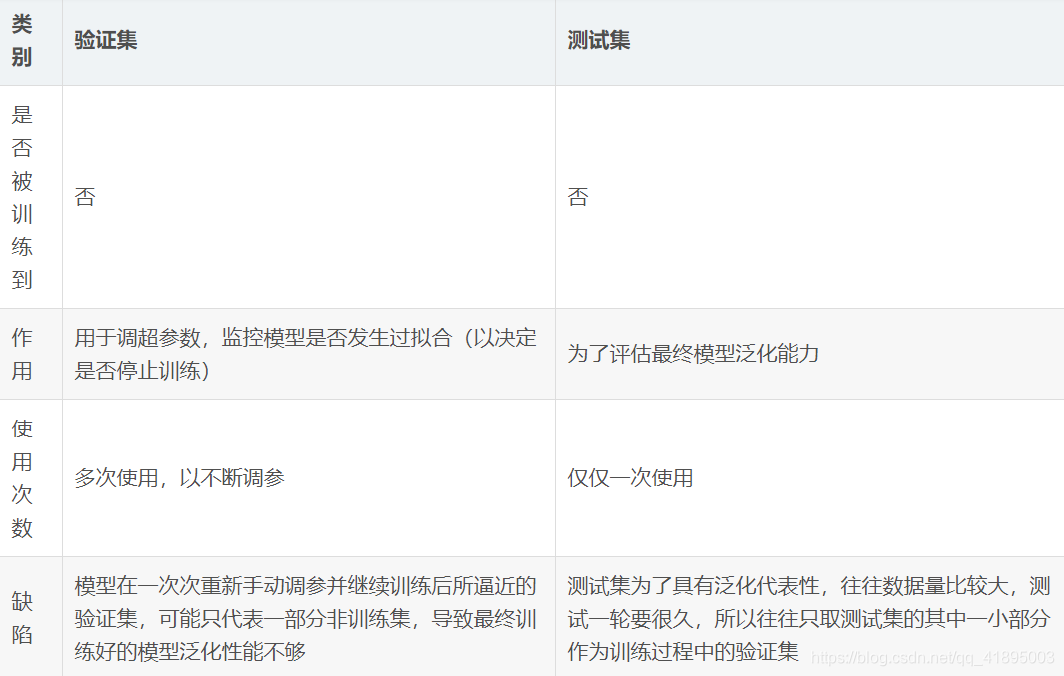 类
别
验证集
测试集
是
否
被
训
练
到
否
否
作
用
用于调超参数，监控模型是否发生过拟合（以决定
是否停止训练）
为了评估最终模型泛化能力
使
用
次
数
多次使用，以不断调参
仅仅一次使用
缺
陷
模型在一次次重新手动调参并继续训练后所逼近的
验证集，可能只代表一部分非训练集，导致最终训
练好的模型泛化性能不够
测试集为了具有泛化代表性，往往数据量比较大，测
试一轮要很久，所以往往只取测试集的其中一小部分
作为训练过程中的验证集
https://blog.csdn.net/qq_41895003